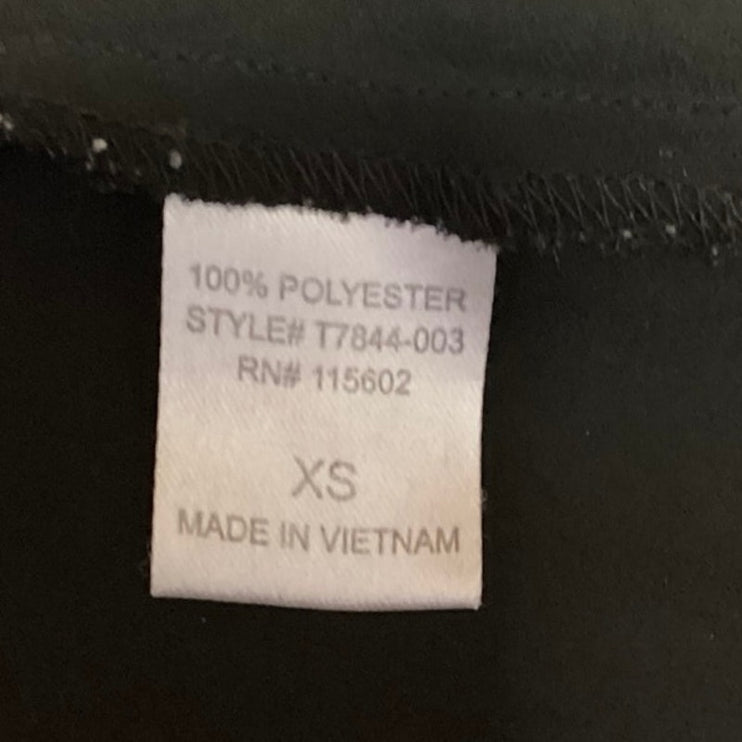 100% POLYESTER
STYLE# T7844-003
RN# 115602
XS
MADE IN VIETNAM